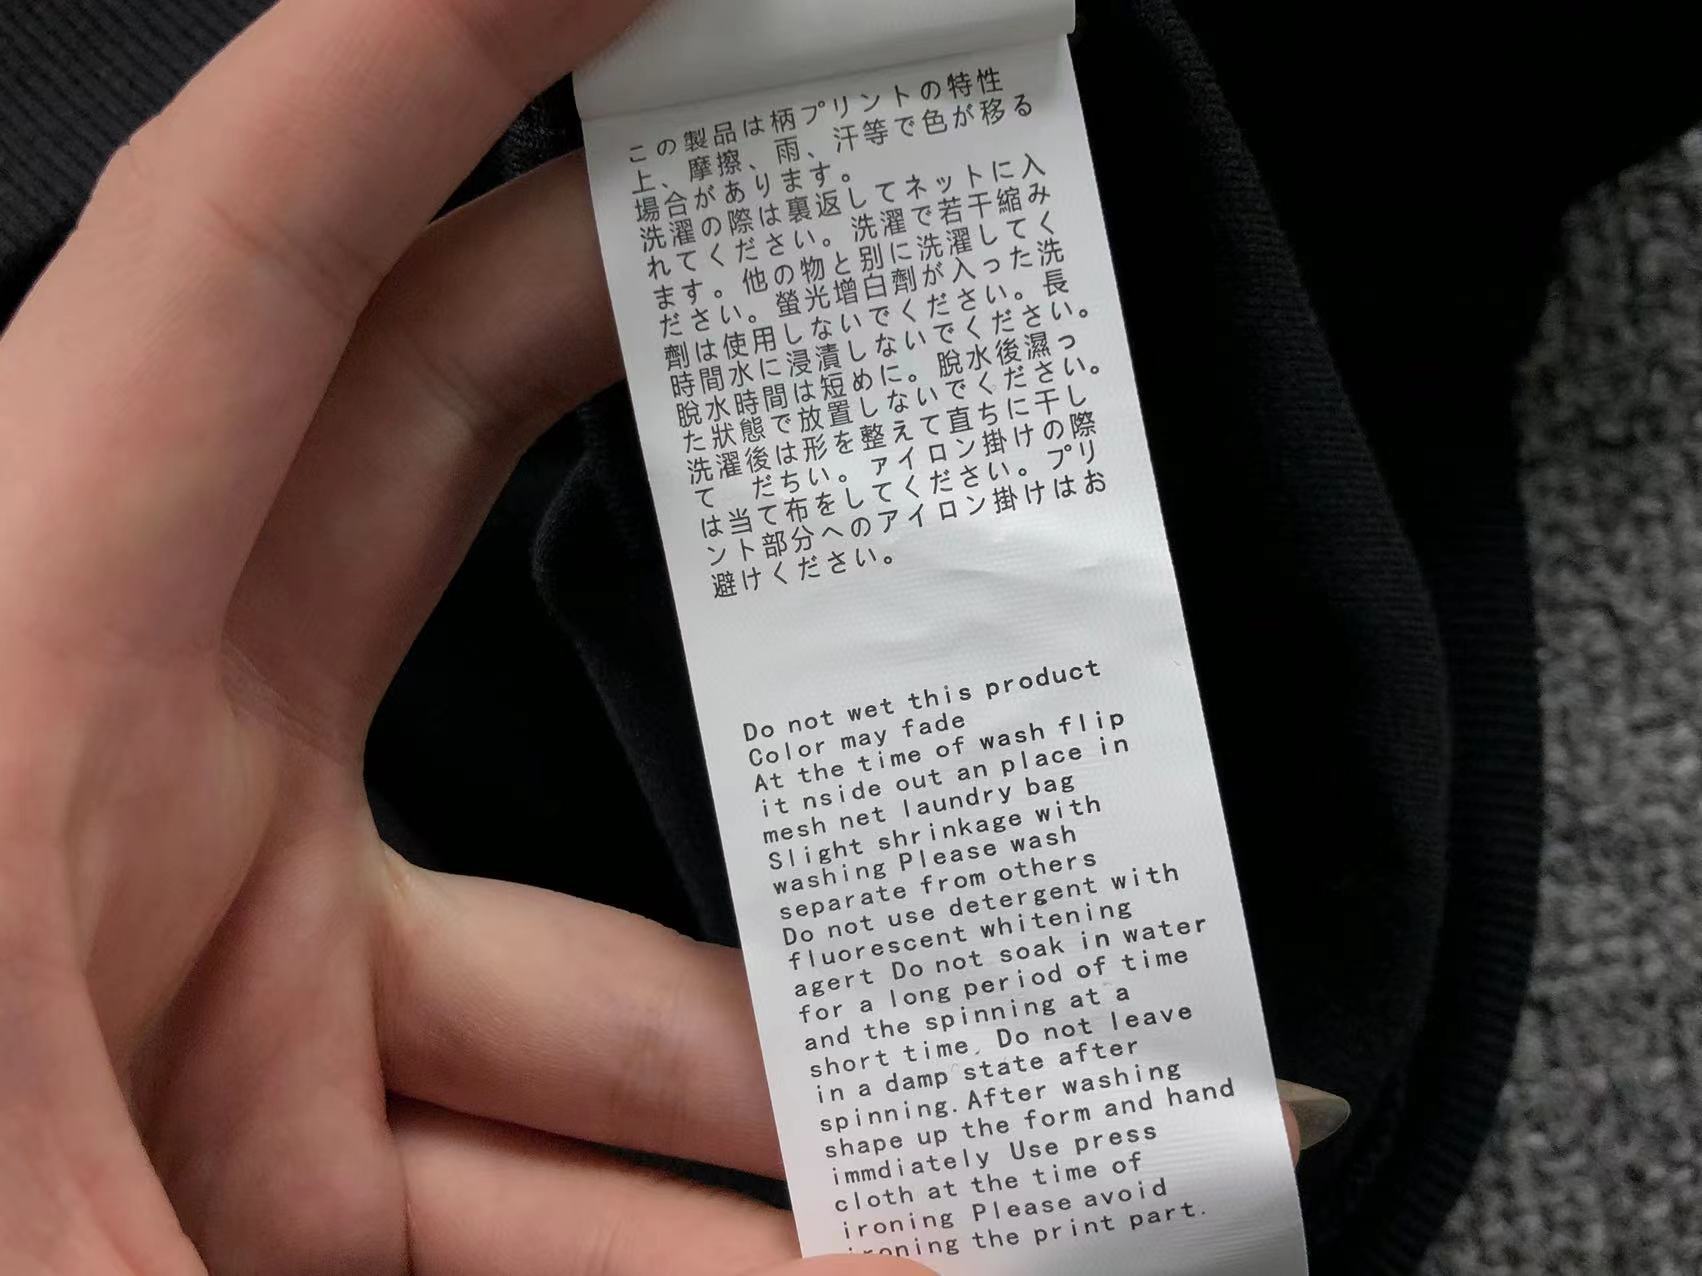 この製品は柄プリントの特性
上、摩擦、雨、汗等で色が移る
場合があります。
洗濯の際は裏返してネットに入
れてください。洗濯で若干縮み
ます。他の物と別に洗濯してく
ださい。螢光増白劑が入った洗
劑は使用しないでください。長
時間水に浸漬しないでください。
脫水時間は短めに。脫水後濕っ
た狀態で放置しないでください。
洗濯後は形を整えて直ちに干し
て だちい。ァイロン掛けの際
は当て布をしてください。プリ
ント部分へのアイロン掛けはお
避けください。
Do not wet this product
Color may fade
At the time of wash flip
it nside out an place in
mesh net laundry bag
Slight shrinkage with
washing Please wash
separate from others
Do not use detergent with
fluorescent whitening
agert Do not soak in water
for a long period of time
and the spinning at a
short time. Do not leave
in a damp state after
spinning. After washing
shape up the form and hand
immdiately Use press
cloth at the time of
ironing Please avoid
ironing the print part.